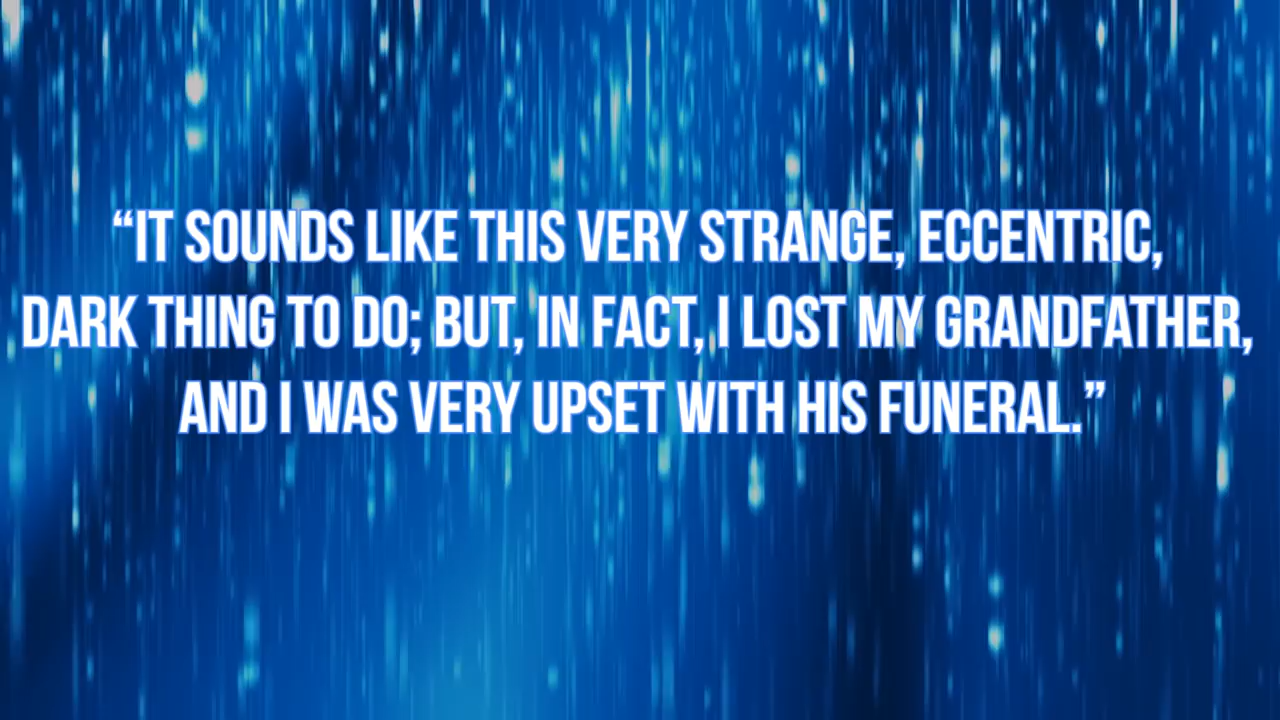 “IT SOUNDS LIKE THIS VERY STRANGE, ECCENTRIC,
DARK THING TO DO; BUT, IN FACT, I LOST MY GRANDFATHER,
AND I WAS VERY UPSET WITH HIS FUNERAL.”